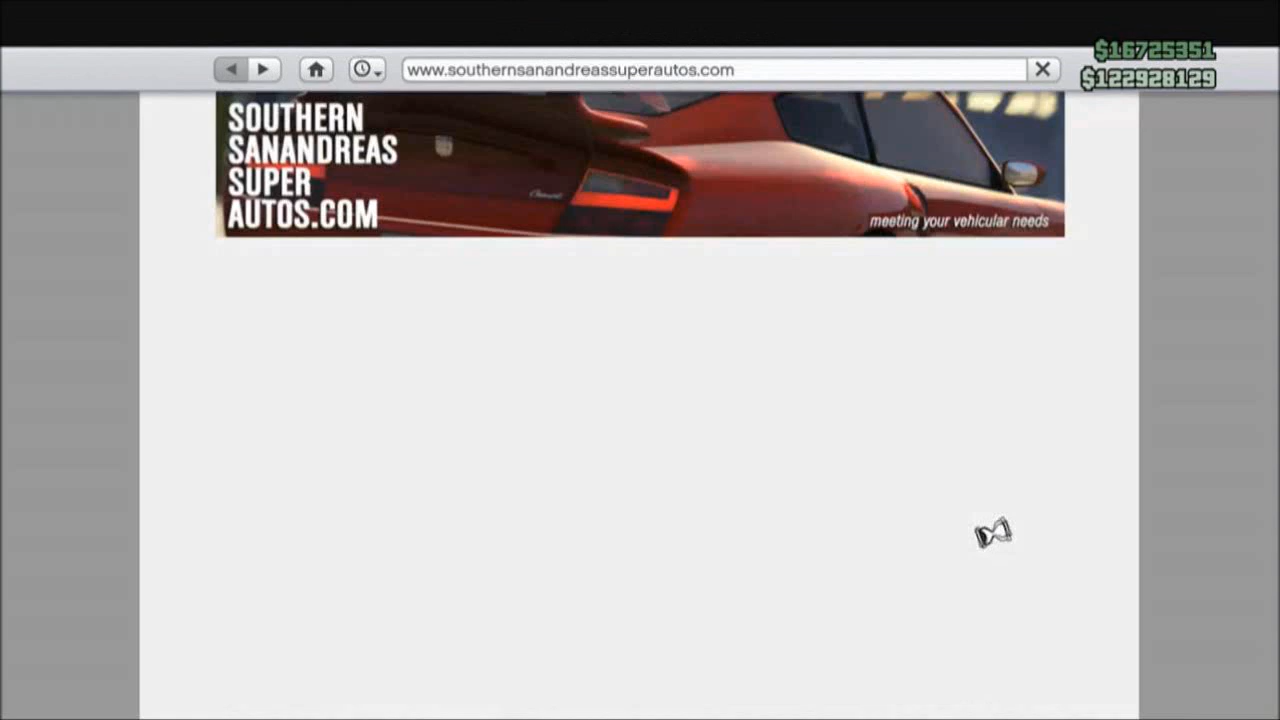 $16725351
www.southernsanandreassuperautos.com
$122928129
SOUTHERN
SANANDREAS
SUPER
AUTOS.COM
meeting your vehicular needs